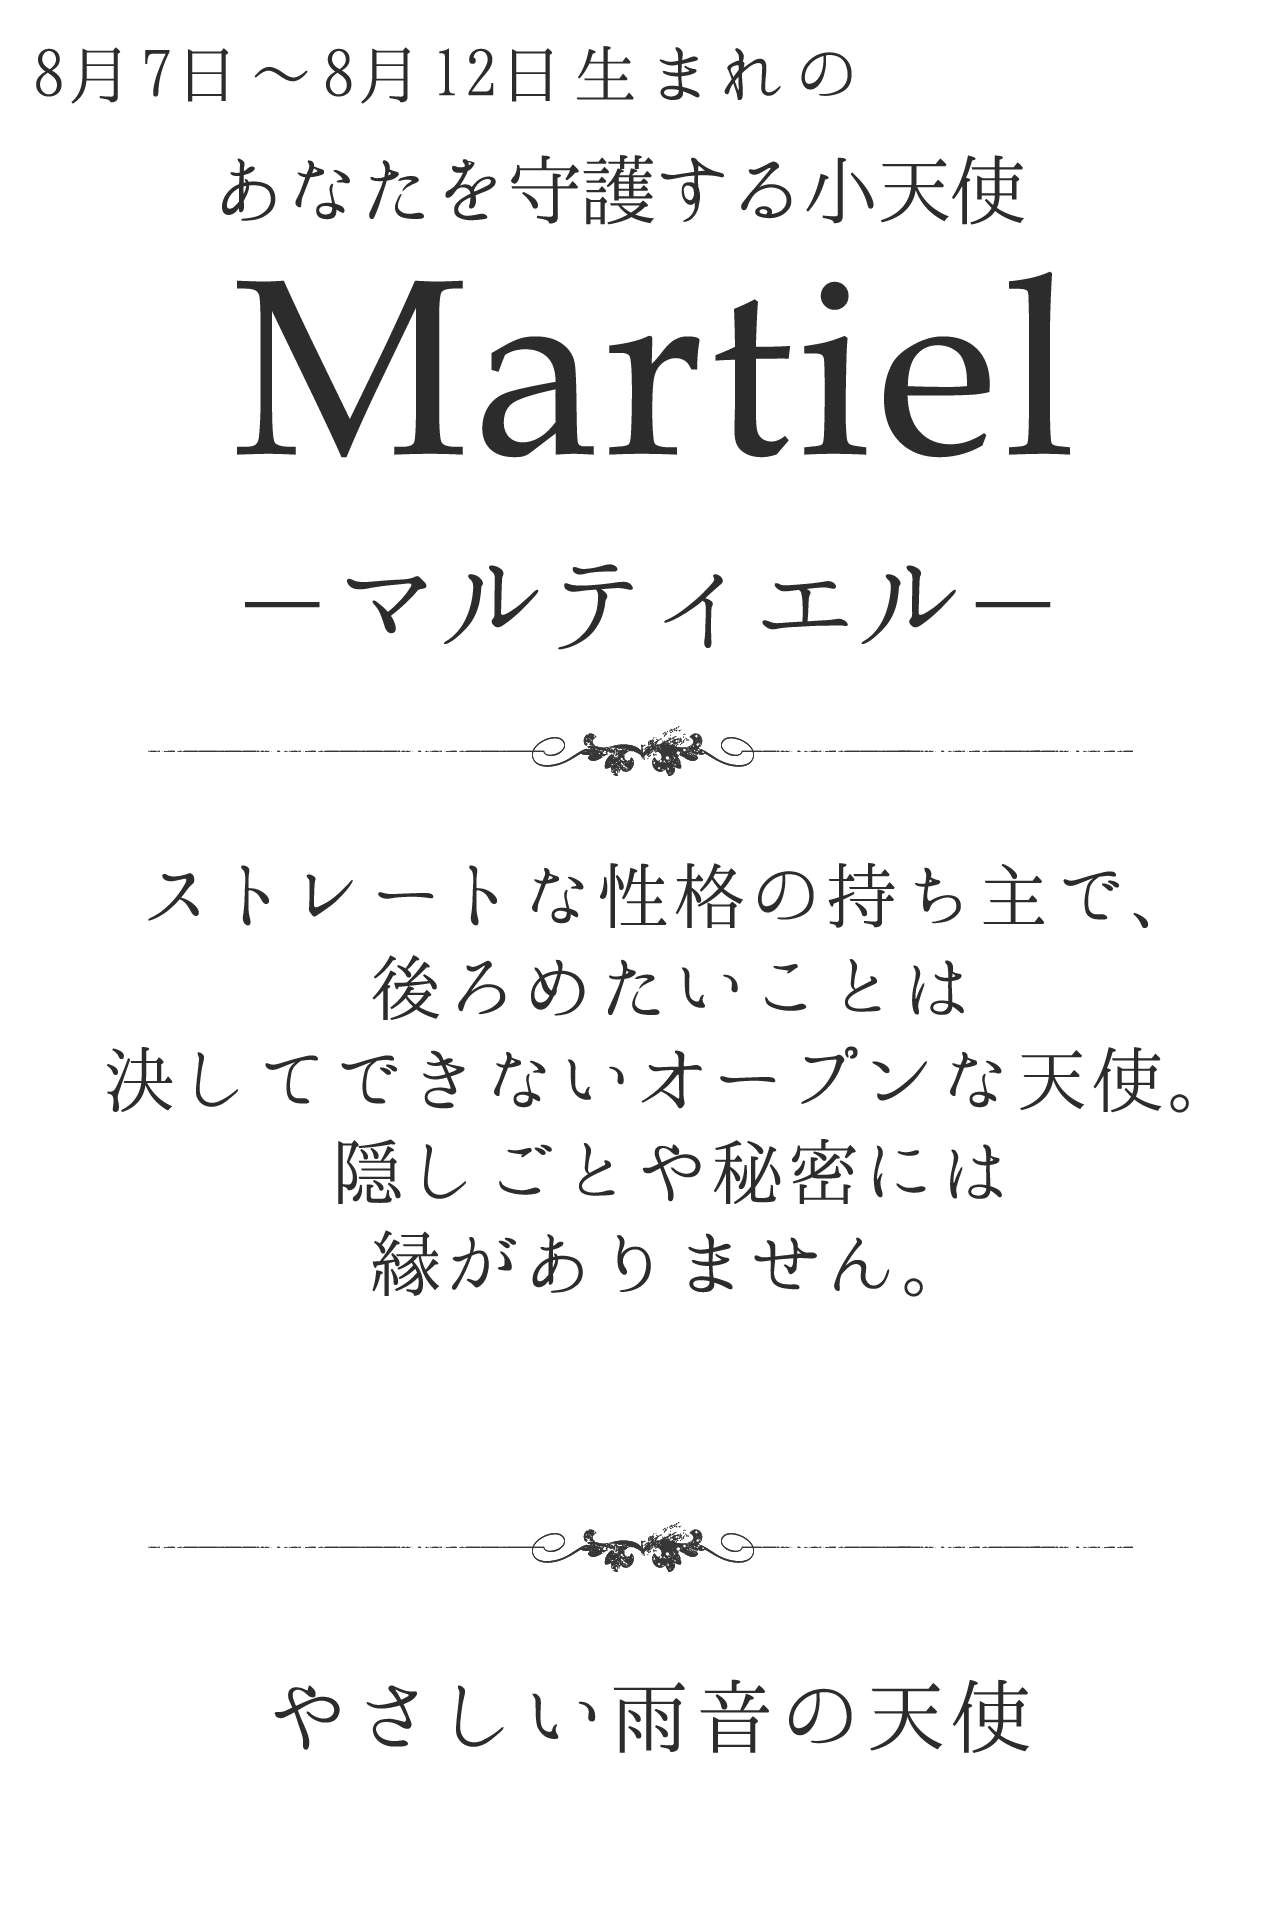 8月7日〜8月12日生まれの
あなたを守護する小天使
Martiel
―マルティエル―
ストレートな性格の持ち主で、
後ろめたいことは
決してできないオープンな天使。
隠しごとや秘密には
縁がありません。
やさしい雨音の天使